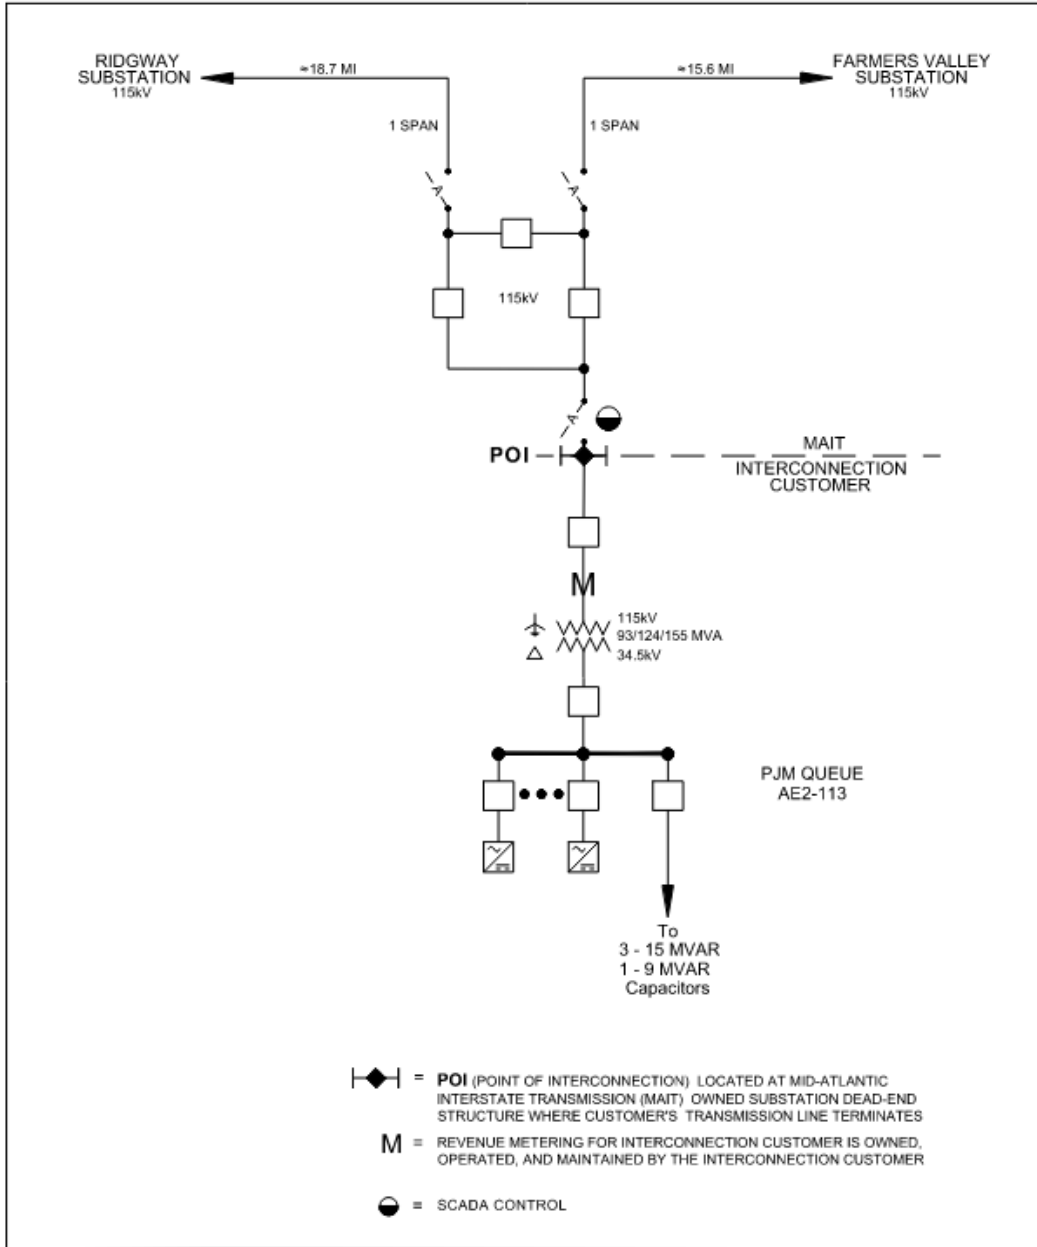 RIDGWAY
SUBSTATION
115kV
≈18.7 MI
≈15.6 MI
FARMERS VALLEY
SUBSTATION
115kV
1 SPAN
1 SPAN
A
A
115kV
A
POI
MAIT
INTERCONNECTION
CUSTOMER
M
115kV
93/124/155 MVA
34.5kV
PJM QUEUE
AE2-113
To
3 - 15 MVAR
1 - 9 MVAR
Capacitors
= POI (POINT OF INTERCONNECTION) LOCATED AT MID-ATLANTIC
INTERSTATE TRANSMISSION (MAIT) OWNED SUBSTATION DEAD-END
STRUCTURE WHERE CUSTOMER'S TRANSMISSION LINE TERMINATES
M = REVENUE METERING FOR INTERCONNECTION CUSTOMER IS OWNED,
OPERATED, AND MAINTAINED BY THE INTERCONNECTION CUSTOMER
= SCADA CONTROL